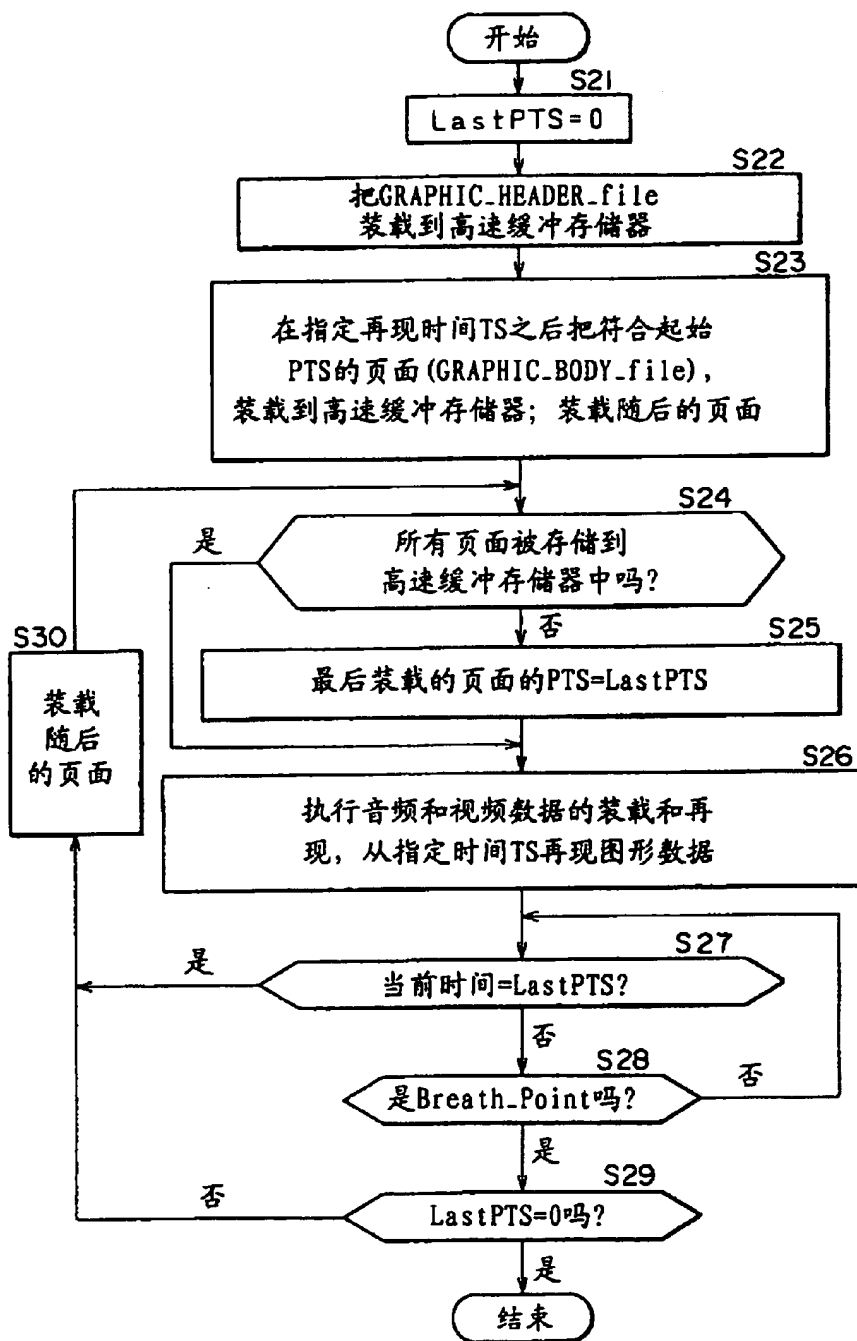 开始
S21
LastPTS=0
S22
把GRAPHIC_HEADER_file
装载到高速缓冲存储器
S23
在指定再现时间TS之后把符合起始
PTS的页面(GRAPHIC_BODY_file),
装载到高速缓冲存储器; 装载随后的页面
S24
是
所有页面被存储到
高速缓冲存储器中吗?
否
S30
装载
随后
的页面
S25
最后装载的页面的PTS=LastPTS
S26
执行音频和视频数据的装载和再
现, 从指定时间TS再现图形数据
S27
是
当前时间=LastPTS?
否
S28
是Breath_Point吗?
否
是
S29
否
LastPTS=0吗?
是
结束